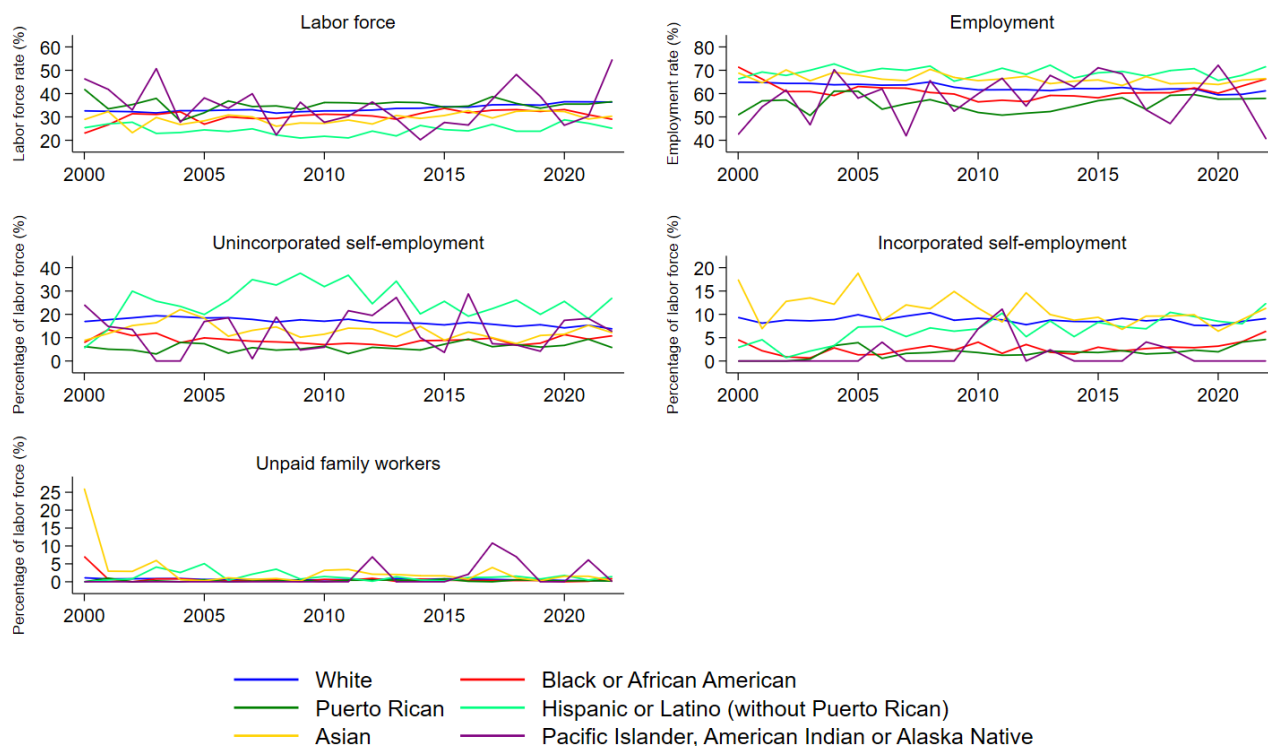 Labor force
Labor force rate (%)
60
50
40
30
20
2000 2005 2010 2015 2020
Employment
Employment rate (%)
80
70
60
50
40
2000 2005 2010 2015 2020
Unincorporated self-employment
Percentage of labor force (%)
40
30
20
10
0
2000 2005 2010 2015 2020
Incorporated self-employment
Percentage of labor force (%)
20
15
10
5
0
2000 2005 2010 2015 2020
Unpaid family workers
Percentage of labor force (%)
25
20
15
10
5
0
2000 2005 2010 2015 2020
White
Black or African American
Puerto Rican
Hispanic or Latino (without Puerto Rican)
Asian
Pacific Islander, American Indian or Alaska Native